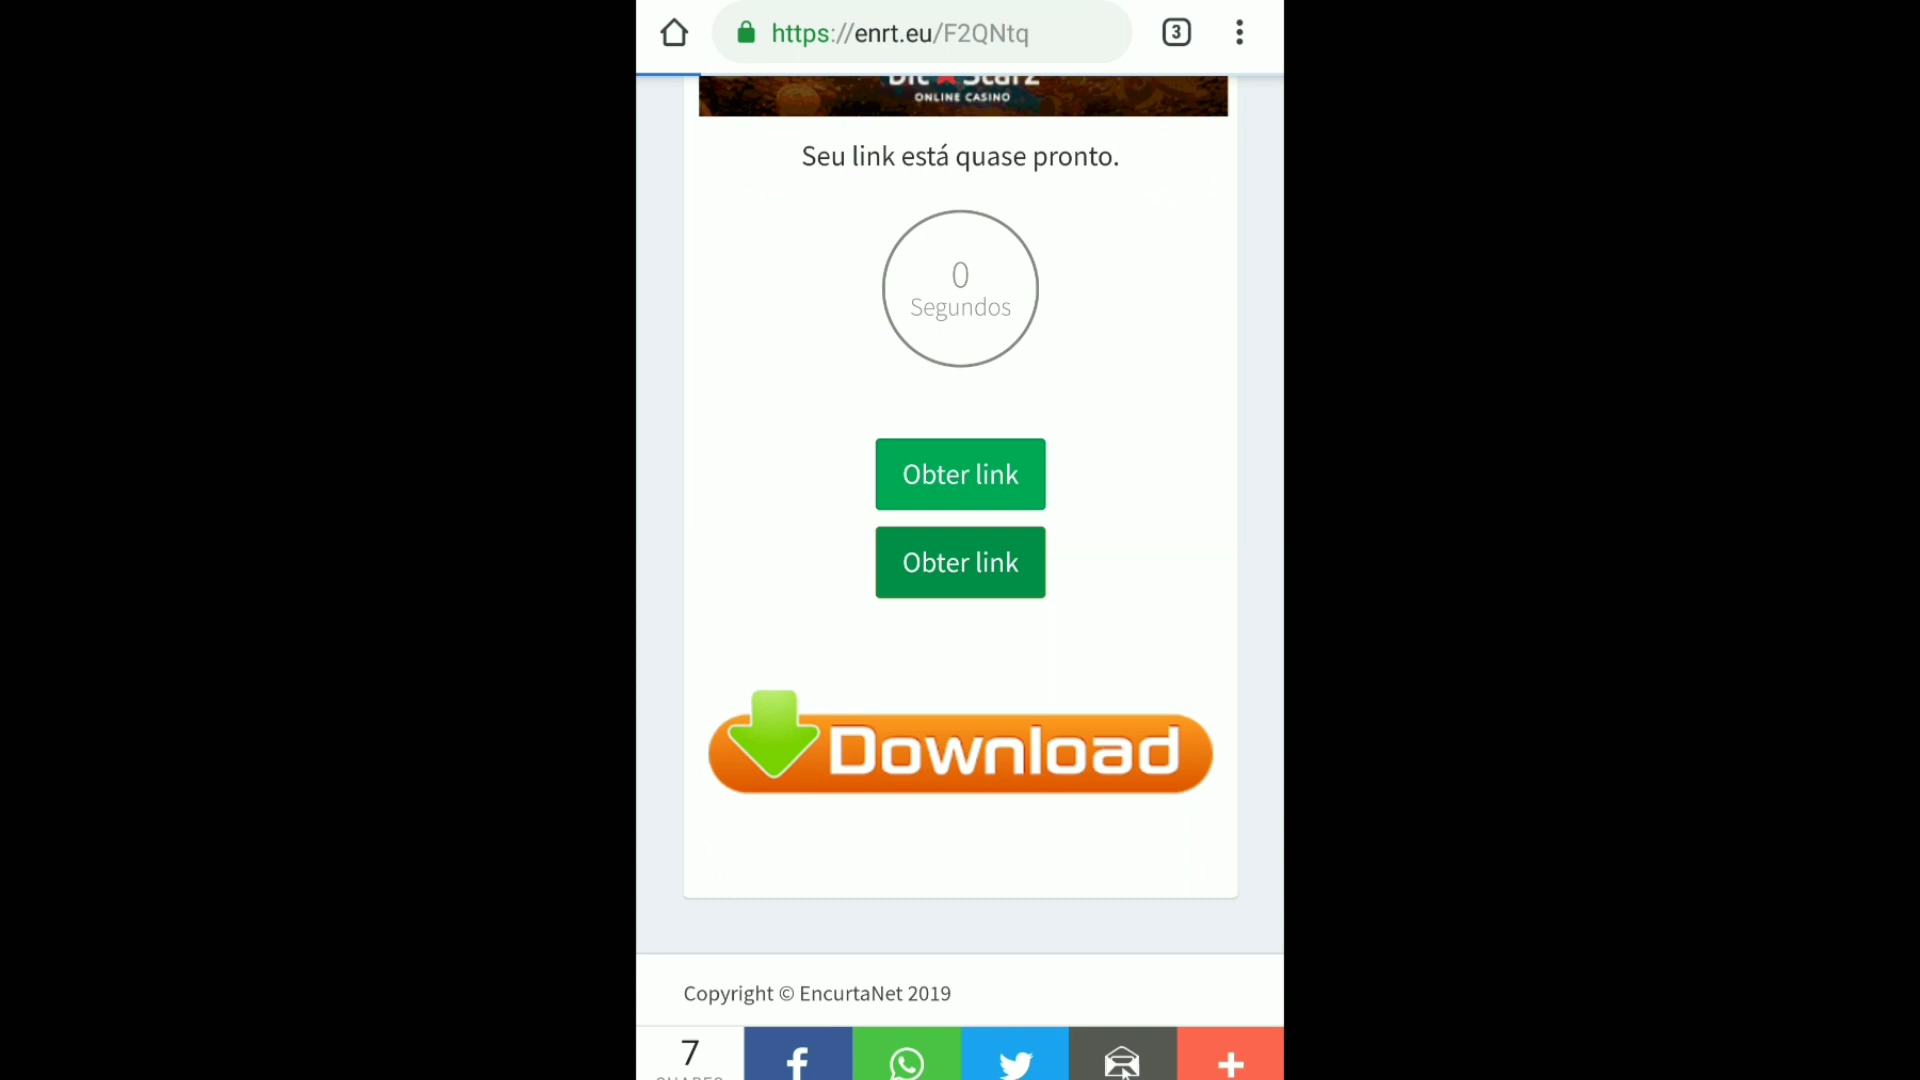 https://enrt.eu/F2QNtq
3
ONLINE CASINO
Seu link está quase pronto.
0
Segundos
Obter link
Obter link
Download
Copyright © EncurtaNet 2019
7